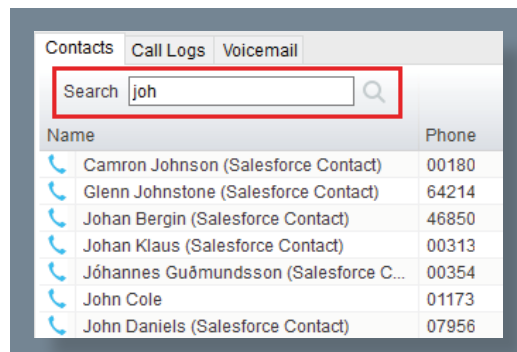 Contacts Call Logs Voicemail
Search joh
Name Phone
Camron Johnson (Salesforce Contact) 00180
Glenn Johnstone (Salesforce Contact) 64214
Johan Bergin (Salesforce Contact) 46850
Johan Klaus (Salesforce Contact) 00313
Jóhannes Guðmundsson (Salesforce C... 00354
John Cole 01173
John Daniels (Salesforce Contact) 07956